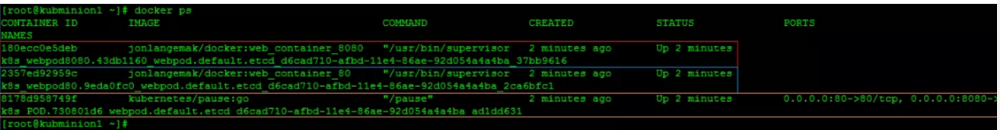 [root@kubminion1 ~]# docker ps
CONTAINER ID IMAGE COMMAND CREATED STATUS PORTS
NAMES
180ecc0e5deb jonlangemak/docker:web_container_8080 "/usr/bin/supervisor 2 minutes ago Up 2 minutes
k8s_webpod8080.43db1160_webpod.default.etcd_d6cad710-afbd-11e4-86ae-92d054a4a4ba_37bb9616
2357ed92959c jonlangemak/docker:web_container_80 "/usr/bin/supervisor 2 minutes ago Up 2 minutes
k8s_webpod80.9eda0fc0_webpod.default.etcd_d6cad710-afbd-11e4-86ae-92d054a4a4ba_2ca6bfc1
8178d958749f kubernetes/pause:go "/pause" 2 minutes ago Up 2 minutes 0.0.0.0:80->80/tcp, 0.0.0.0:8080->
k8s_POD.730801d6_webpod.default.etcd_d6cad710-afbd-11e4-86ae-92d054a4a4ba_ad1dd631
[root@kubminion1 ~]#